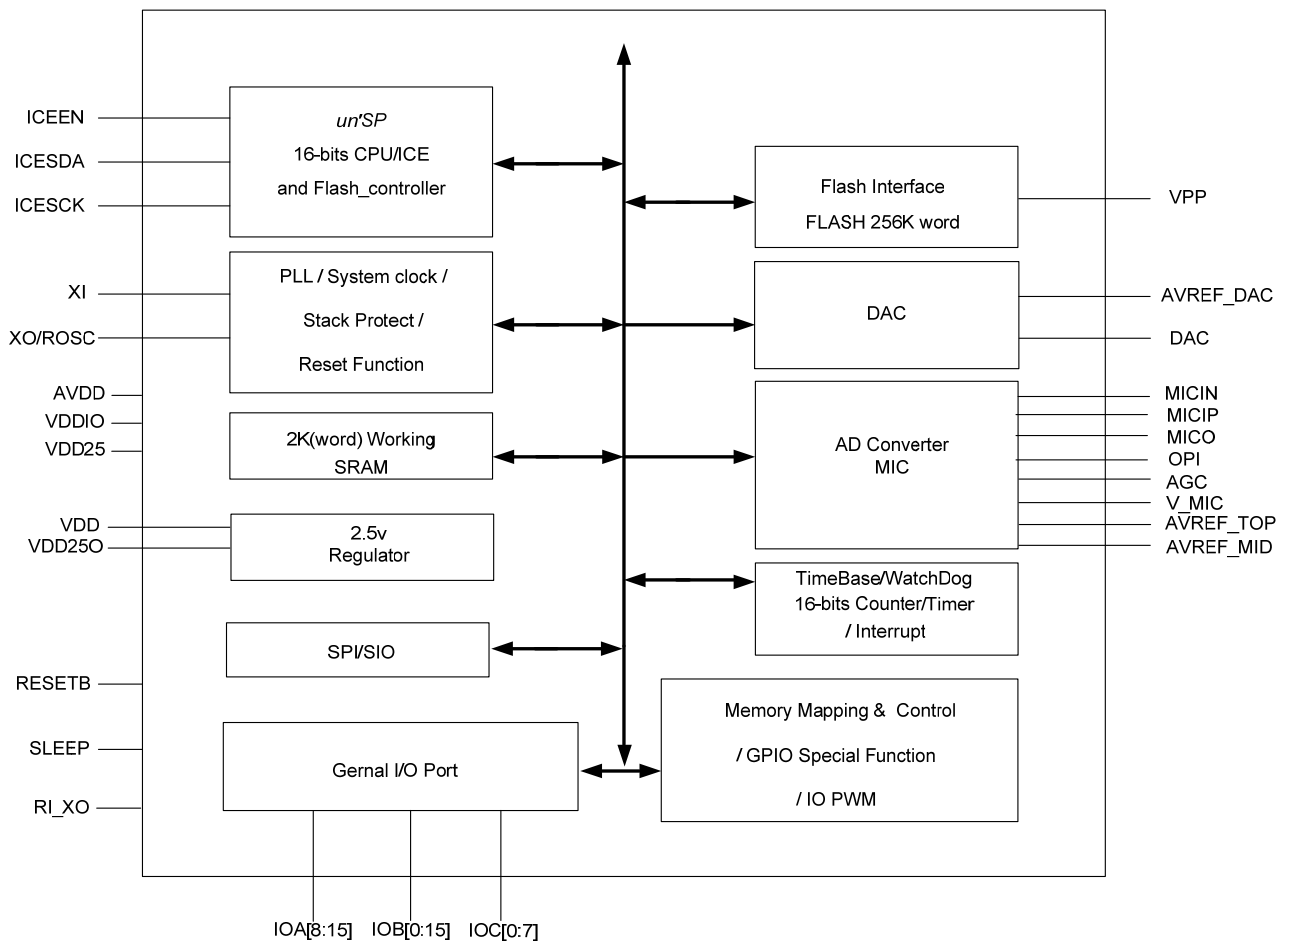 ICEEN
ICESDA
ICESCK
XI
XO/ROSC
AVDD
VDDIO
VDD25
VDD
VDD25O
RESETB
SLEEP
RI_XO
un'SP
16-bits CPU/ICE
and Flash_controller
PLL / System clock /
Stack Protect /
Reset Function
2K(word) Working
SRAM
2.5v
Regulator
SPI/SIO
Gernal I/O Port
IOA[8:15]
IOB[0:15]
IOC[0:7]
Flash Interface
FLASH 256K word
DAC
AD Converter
MIC
TimeBase/WatchDog
16-bits Counter/Timer
/ Interrupt
Memory Mapping & Control
/ GPIO Special Function
/ IO PWM
VPP
AVREF_DAC
DAC
MICIN
MICIP
MICO
OPI
AGC
V_MIC
AVREF_TOP
AVREF_MID